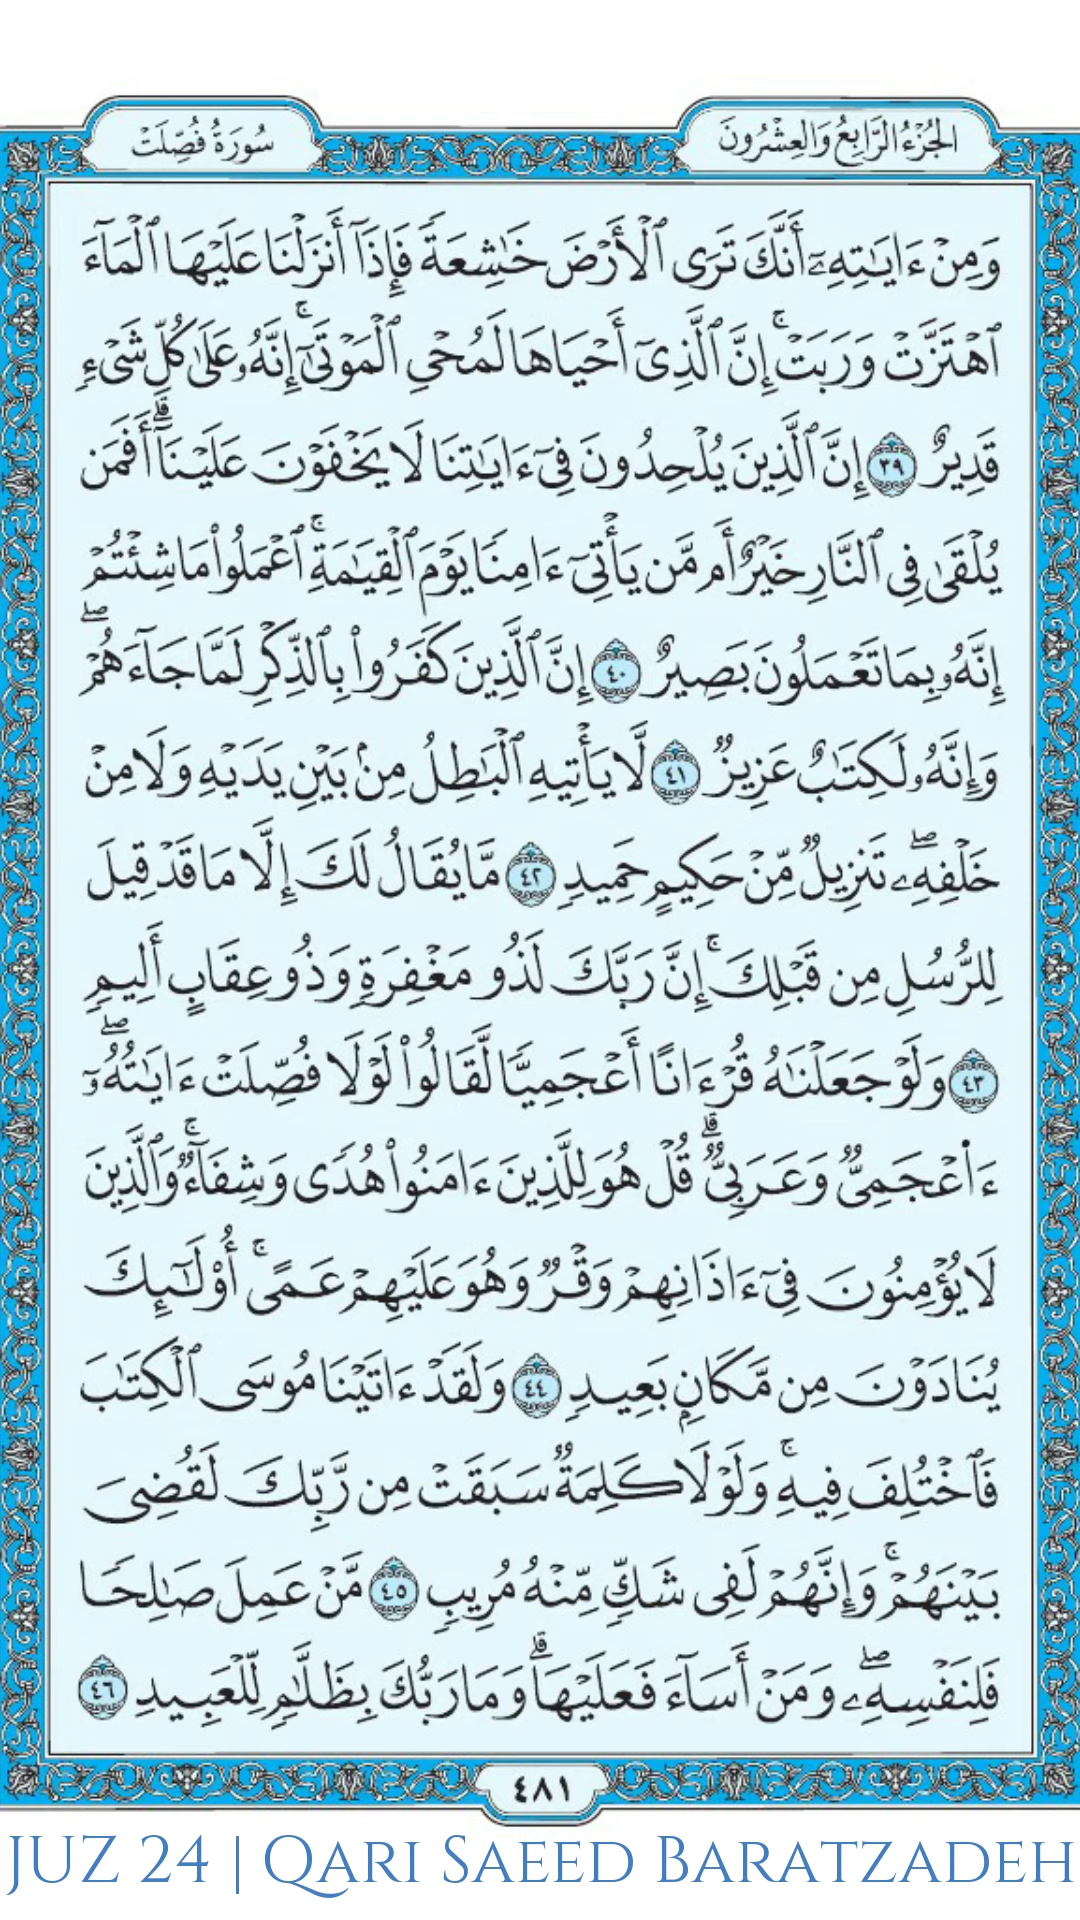 الجُزْءُ الرَّابِعُ وَالعِشْرُونَ
سُورَةُ فُصِّلَتْ
وَمِنْ ءَايَـٰتِهِۦٓ أَنَّكَ تَرَى ٱلْأَرْضَ خَـٰشِعَةً فَإِذَآ أَنزَلْنَا عَلَيْهَا ٱلْمَآءَ
ٱهْتَزَّتْ وَرَبَتْ ۚ إِنَّ ٱلَّذِىٓ أَحْيَاهَا لَمُحْىِ ٱلْمَوْتَىٰٓ ۚ إِنَّهُۥ عَلَىٰ كُلِّ شَىْءٍ
قَدِيرٌ ٣٩ إِنَّ ٱلَّذِينَ يُلْحِدُونَ فِىٓ ءَايَـٰتِنَا لَا يَخْفَوْنَ عَلَيْنَآ ۗ أَفَمَن
يُلْقَىٰ فِى ٱلنَّارِ خَيْرٌ أَم مَّن يَأْتِىٓ ءَامِنًا يَوْمَ ٱلْقِيَـٰمَةِ ۚ ٱعْمَلُوا۟ مَا شِئْتُمْ ۖ
إِنَّهُۥ بِمَا تَعْمَلُونَ بَصِيرٌ ٤٠ إِنَّ ٱلَّذِينَ كَفَرُوا۟ بِٱلذِّكْرِ لَمَّا جَآءَهُمْ ۖ
وَإِنَّهُۥ لَكِتَـٰبٌ عَزِيزٌ ٤١ لَّا يَأْتِيهِ ٱلْبَـٰطِلُ مِنۢ بَيْنِ يَدَيْهِ وَلَا مِنْ
خَلْفِهِۦ ۖ تَنزِيلٌ مِّنْ حَكِيمٍ حَمِيدٍ ٤٢ مَّا يُقَالُ لَكَ إِلَّا مَا قَدْ قِيلَ
لِلرُّسُلِ مِن قَبْلِكَ ۚ إِنَّ رَبَّكَ لَذُو مَغْفِرَةٍ وَذُو عِقَابٍ أَلِيمٍ
٤٣ وَلَوْ جَعَلْنَـٰهُ قُرْءَانًا أَعْجَمِيًّا لَّقَالُوا۟ لَوْلَا فُصِّلَتْ ءَايَـٰتُهُۥٓ ۖ
ءَا۬عْجَمِىٌّ وَعَرَبِىٌّ ۗ قُلْ هُوَ لِلَّذِينَ ءَامَنُوا۟ هُدًى وَشِفَآءٌ ۚ وَٱلَّذِينَ
لَا يُؤْمِنُونَ فِىٓ ءَاذَانِهِمْ وَقْرٌ وَهُوَ عَلَيْهِمْ عَمًى ۚ أُو۟لَـٰٓئِكَ
يُنَادَوْنَ مِن مَّكَانٍۭ بَعِيدٍ ٤٤ وَلَقَدْ ءَاتَيْنَا مُوسَى ٱلْكِتَـٰبَ
فَٱخْتُلِفَ فِيهِ ۚ وَلَوْلَا كَلِمَةٌ سَبَقَتْ مِن رَّبِّكَ لَقُضِىَ
بَيْنَهُمْ ۚ وَإِنَّهُمْ لَفِى شَكٍّ مِّنْهُ مُرِيبٍ ٤٥ مَّنْ عَمِلَ صَـٰلِحًا
فَلِنَفْسِهِۦ ۖ وَمَنْ أَسَآءَ فَعَلَيْهَا ۗ وَمَا رَبُّكَ بِظَلَّـٰمٍ لِّلْعَبِيدِ ٤٦
٤٨١
JUZ 24 | QARI SAEED BARATZADEH